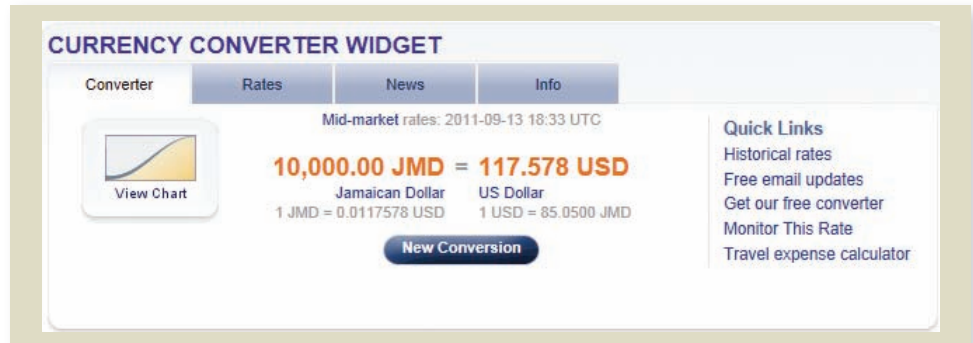 CURRENCY CONVERTER WIDGET
Converter Rates News Info
Mid-market rates: 2011-09-13 18:33 UTC
View Chart
10,000.00 JMD = 117.578 USD
Jamaican Dollar US Dollar
1 JMD = 0.0117578 USD 1 USD = 85.0500 JMD
New Conversion
Quick Links
Historical rates
Free email updates
Get our free converter
Monitor This Rate
Travel expense calculator